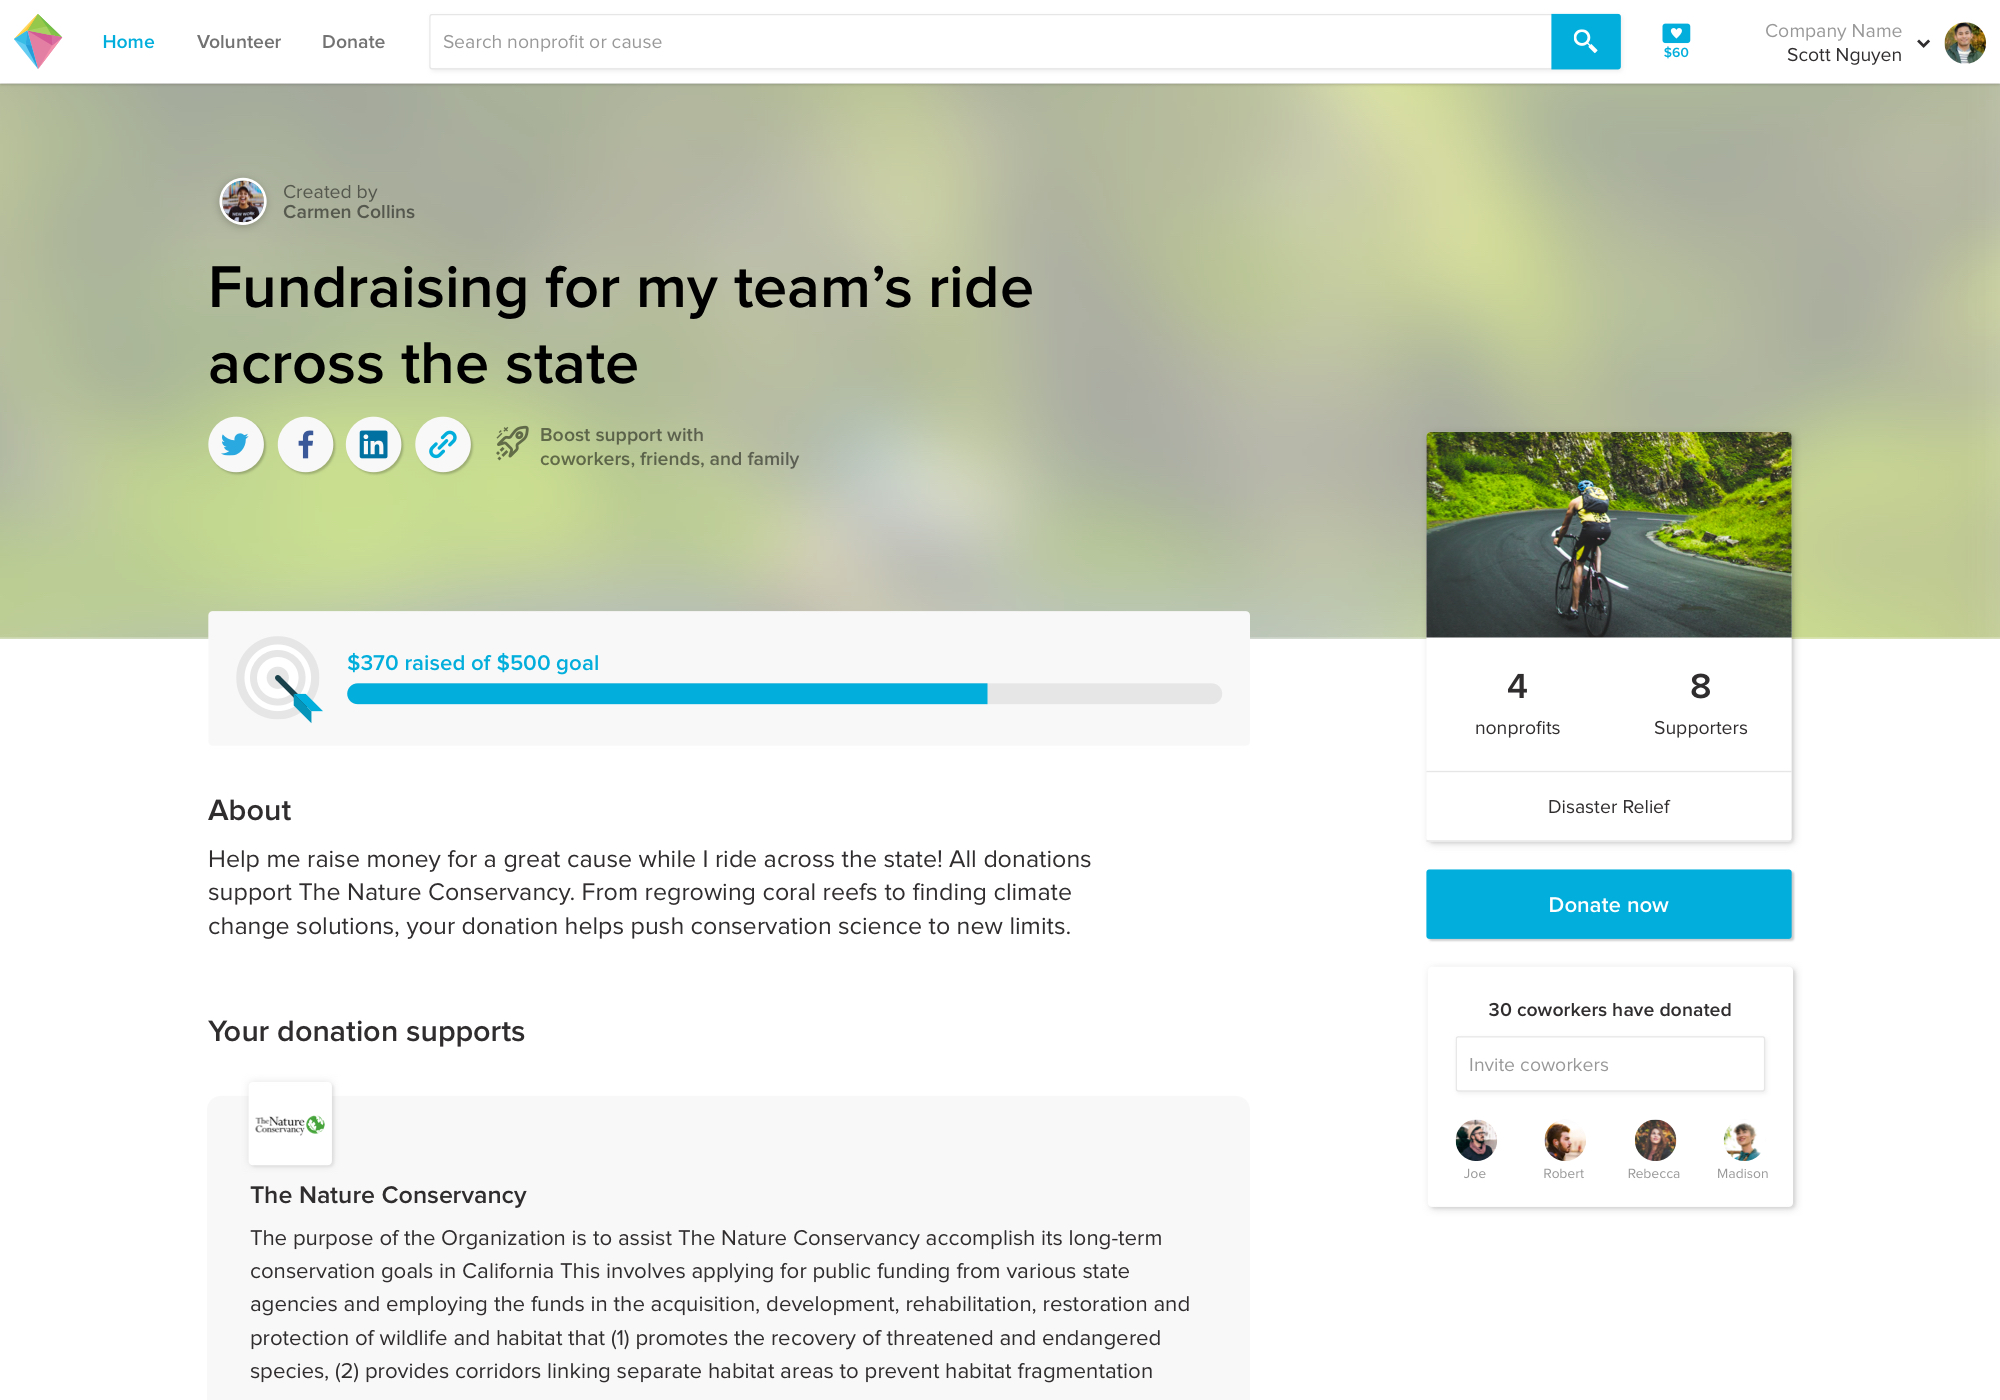 Home
Volunteer
Donate
Search nonprofit or cause
$60
Company Name
Scott Nguyen
Created by
Carmen Collins
Fundraising for my team’s ride
across the state
Boost support with
coworkers, friends, and family
$370 raised of $500 goal
4
nonprofits
8
Supporters
Disaster Relief
Donate now
About
Help me raise money for a great cause while I ride across the state! All donations
support The Nature Conservancy. From regrowing coral reefs to finding climate
change solutions, your donation helps push conservation science to new limits.
30 coworkers have donated
Invite coworkers
Joe
Robert
Rebecca
Madison
Your donation supports
The Nature
Conservancy
The Nature Conservancy
The purpose of the Organization is to assist The Nature Conservancy accomplish its long-term
conservation goals in California This involves applying for public funding from various state
agencies and employing the funds in the acquisition, development, rehabilitation, restoration and
protection of wildlife and habitat that (1) promotes the recovery of threatened and endangered
species, (2) provides corridors linking separate habitat areas to prevent habitat fragmentation